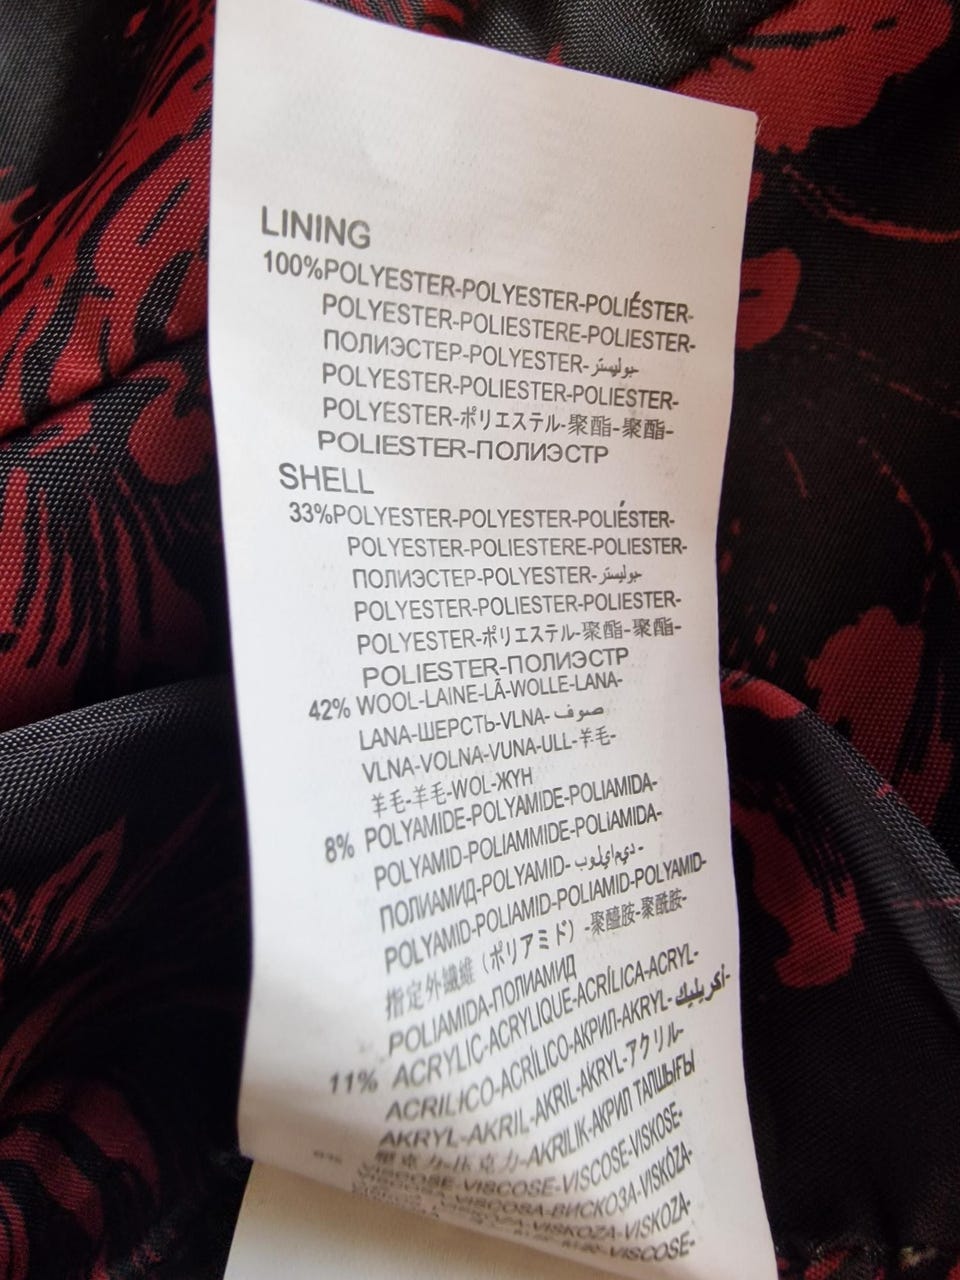 LINING
100%POLYESTER-POLYESTER-POLIÉSTER-
POLYESTER-POLIESTERE-POLIESTER-
ПОЛИЭСТЕР-POLYESTER-جوليستر
POLYESTER-POLIESTER-POLIESTER-
POLYESTER-ポリエステル-聚酯-聚酯-
POLIESTER-ПОЛИЭСТР
SHELL
33%POLYESTER-POLYESTER-POLIÉSTER-
POLYESTER-POLIESTERE-POLIESTER-
ПОЛИЭСТЕР-POLYESTER-جوليستر
POLYESTER-POLIESTER-POLIESTER-
POLYESTER-ポリエステル-聚酯-聚酯-
POLIESTER-ПОЛИЭСТР
42% WOOL-LAINE-LÃ-WOLLE-LANA-
LANA-ШЕРСТЬ-VLNA-صوف
VLNA-VOLNA-VUNA-ULL-羊毛-
羊毛-羊毛-WOL-ЖҮН
8% POLYAMIDE-POLYAMIDE-POLIAMIDA-
POLYAMID-POLIAMMIDE-POLIAMIDA-
ПОЛИАМИД-POLYAMID-
POLYAMID-POLIAMID-POLIAMID-POLYAMID-
指定外繊維（ポリアミド）-聚醯胺-聚酰胺-
POLIAMIDA-ПОЛИАМИД
11% ACRYLIC-ACRYLIQUE-ACRÍLICA-ACRYL-
ACRILICO-ACRÍLICO-АКРИЛ-AKRYL-أكريليك-
AKRYL-AKRIL-AKRIL-AKRYL-アクリル-
壓克力-压克力-AKRILIK-АКРИЛ ТАЛШЫҒЫ
VISCOSE-VISCOSE-VISCOSE-VISKOSE-
VISCOSA-ВИСКОЗА-VISKÓZA-
VISKOZA-VISKOZA-
VISCOSE-